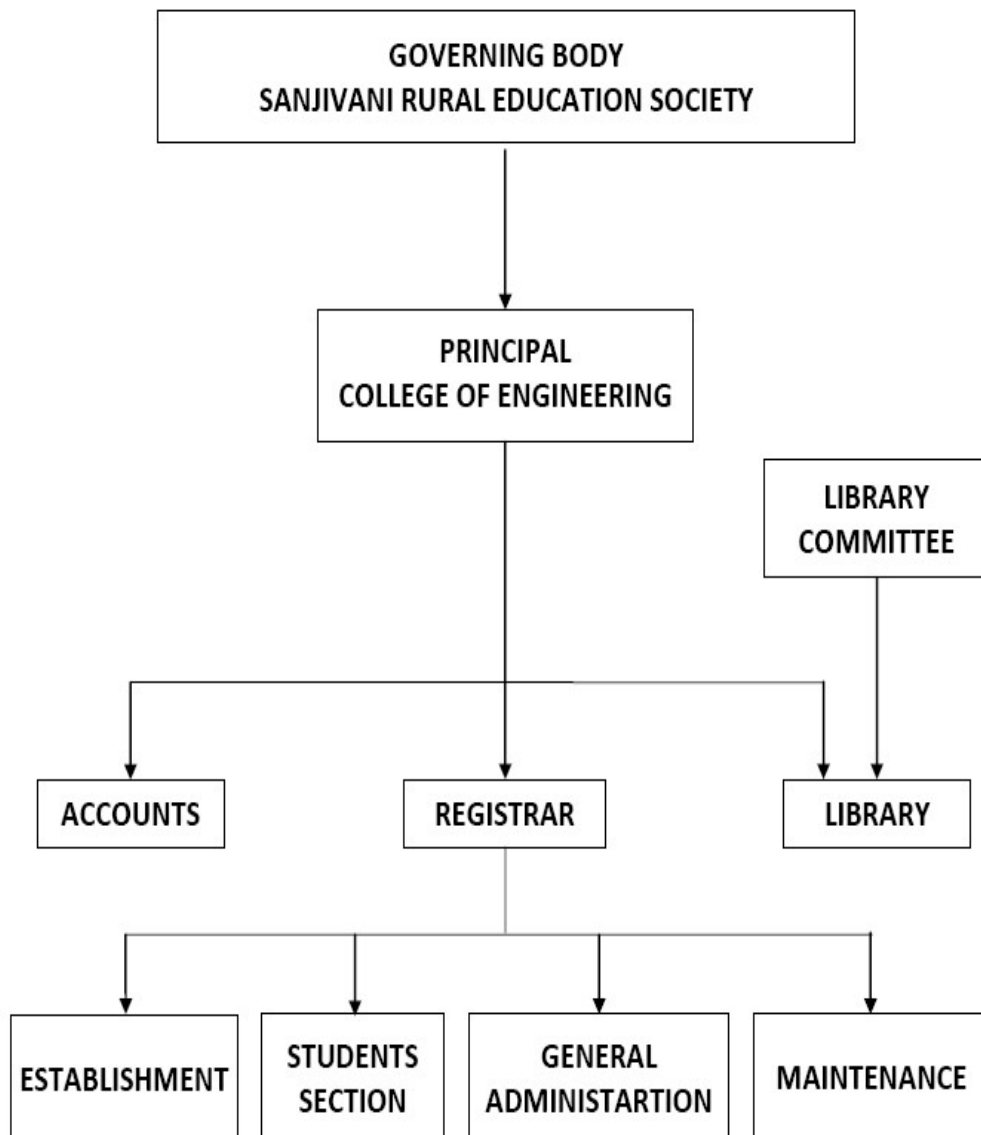 GOVERNING BODY
SANJIVANI RURAL EDUCATION SOCIETY
PRINCIPAL
COLLEGE OF ENGINEERING
LIBRARY
COMMITTEE
ACCOUNTS
REGISTRAR
LIBRARY
ESTABLISHMENT
STUDENTS
SECTION
GENERAL
ADMINISTARTION
MAINTENANCE